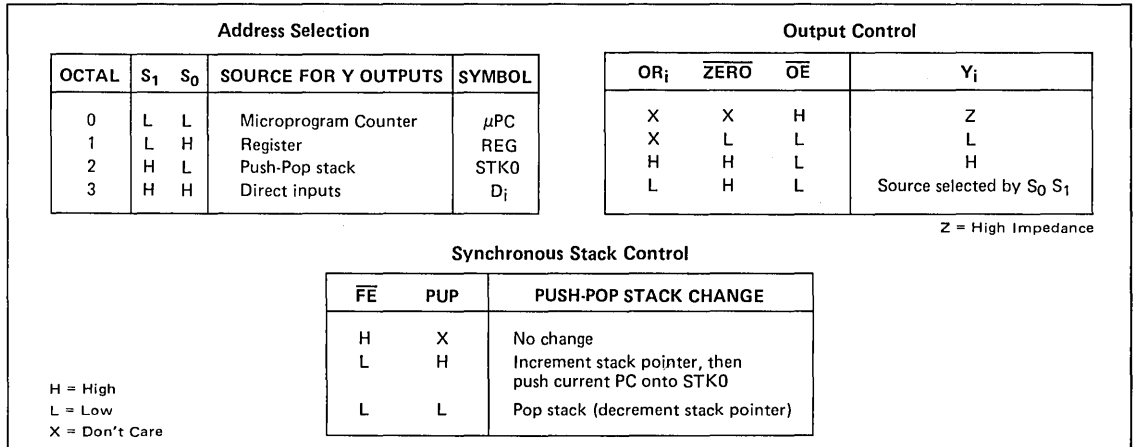 Address Selection
OCTAL S₁ S₀ SOURCE FOR Y OUTPUTS SYMBOL
0 L L Microprogram Counter μPC
1 L H Register REG
2 H L Push-Pop stack STK0
3 H H Direct inputs Dᵢ
Output Control
ORᵢ Z̅E̅R̅O̅ O̅E̅ Yᵢ
X X H Z
X L L L
H H L H
L H L Source selected by S₀ S₁
Z = High Impedance
Synchronous Stack Control
F̅E̅ PUP PUSH-POP STACK CHANGE
H X No change
L H Increment stack pointer, then
push current PC onto STK0
L L Pop stack (decrement stack pointer)
H = High
L = Low
X = Don't Care